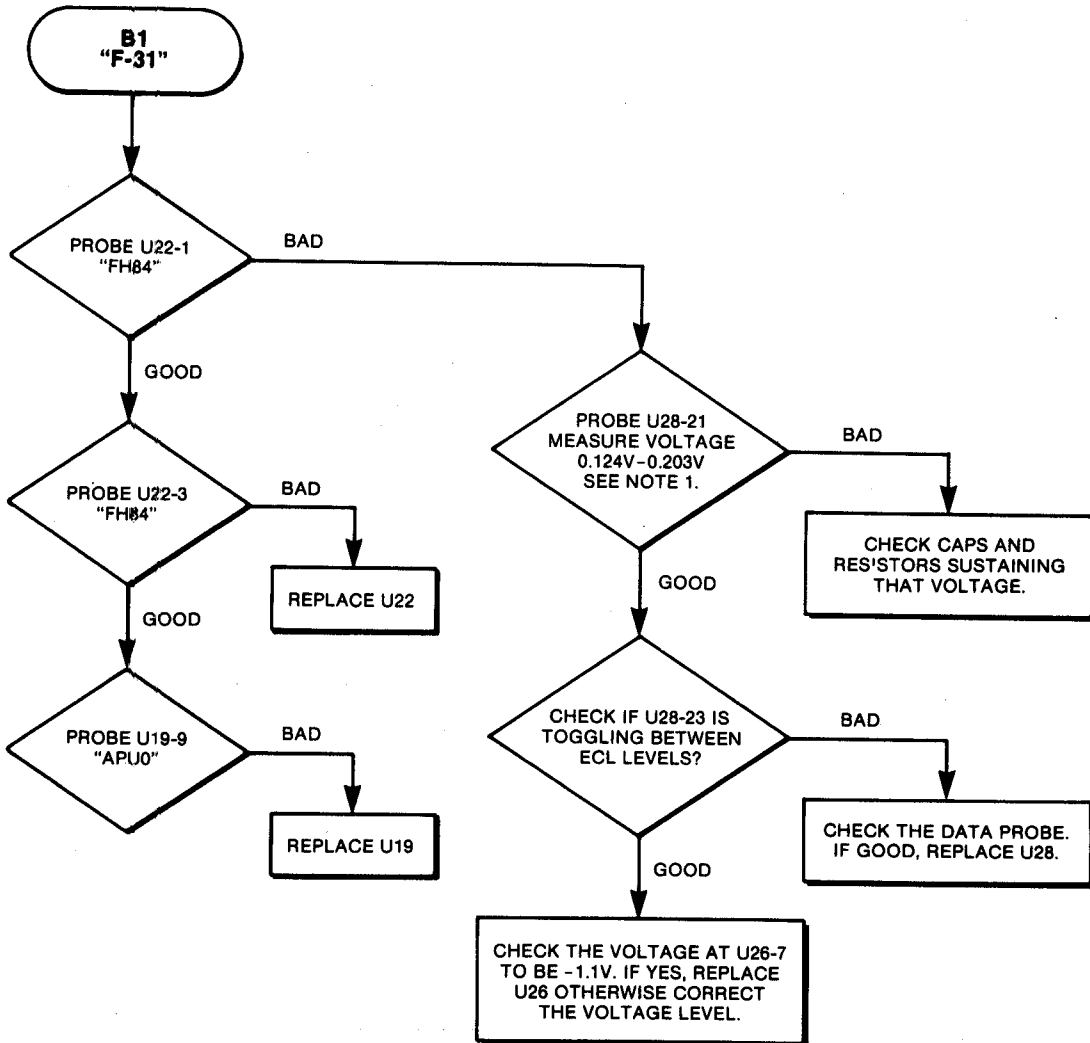 B1
"F-31"
PROBE U22-1
"FH84"
BAD
GOOD
PROBE U22-3
"FH84"
BAD
REPLACE U22
GOOD
PROBE U19-9
"APU0"
BAD
REPLACE U19
PROBE U28-21
MEASURE VOLTAGE
0.124V-0.203V
SEE NOTE 1.
BAD
CHECK CAPS AND
RES'STORS SUSTAINING
THAT VOLTAGE.
GOOD
CHECK IF U28-23 IS
TOGGLING BETWEEN
ECL LEVELS?
BAD
CHECK THE DATA PROBE.
IF GOOD, REPLACE U28.
GOOD
CHECK THE VOLTAGE AT U26-7
TO BE -1.1V. IF YES, REPLACE
U26 OTHERWISE CORRECT
THE VOLTAGE LEVEL.